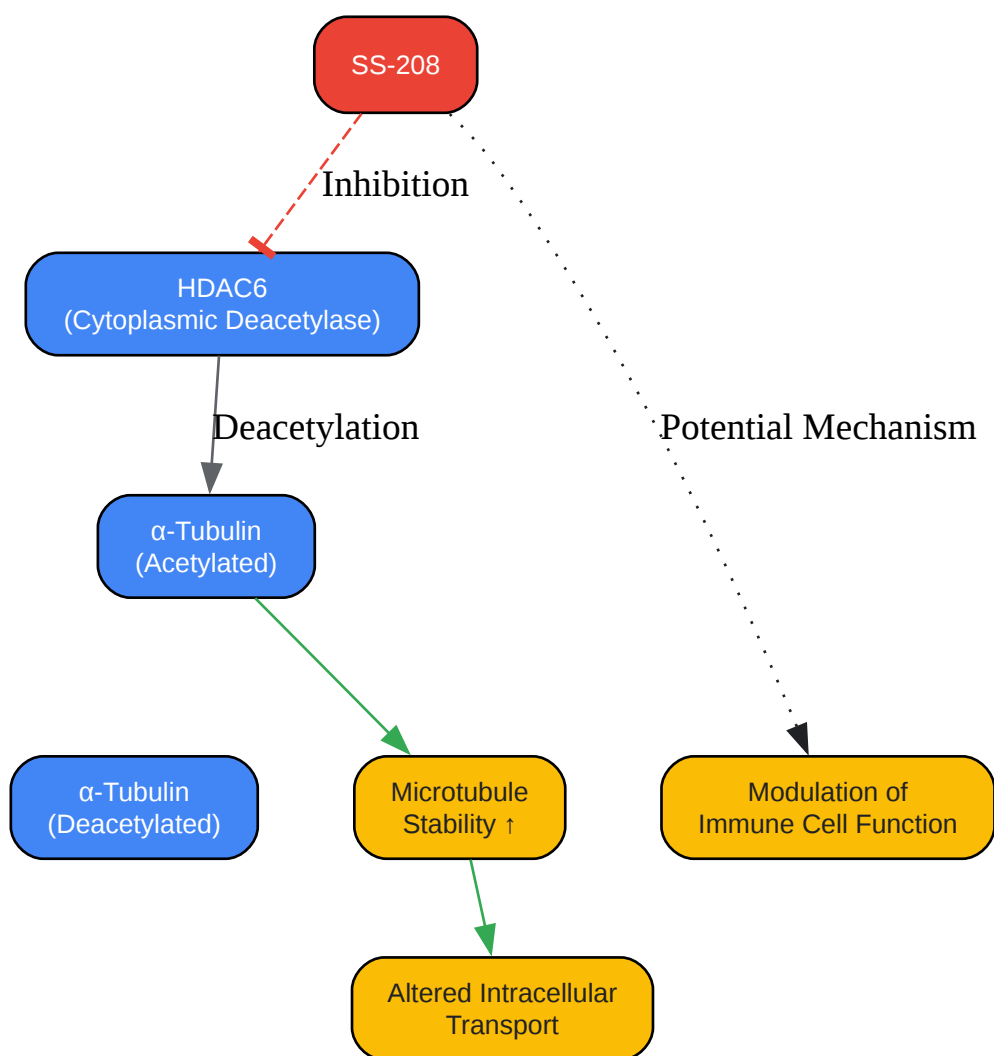 SS-208
Inhibition
HDAC6
(Cytoplasmic Deacetylase)
Deacetylation
Potential Mechanism
α-Tubulin
(Acetylated)
α-Tubulin
(Deacetylated)
Microtubule
Stability ↑
Modulation of
Immune Cell Function
Altered Intracellular
Transport